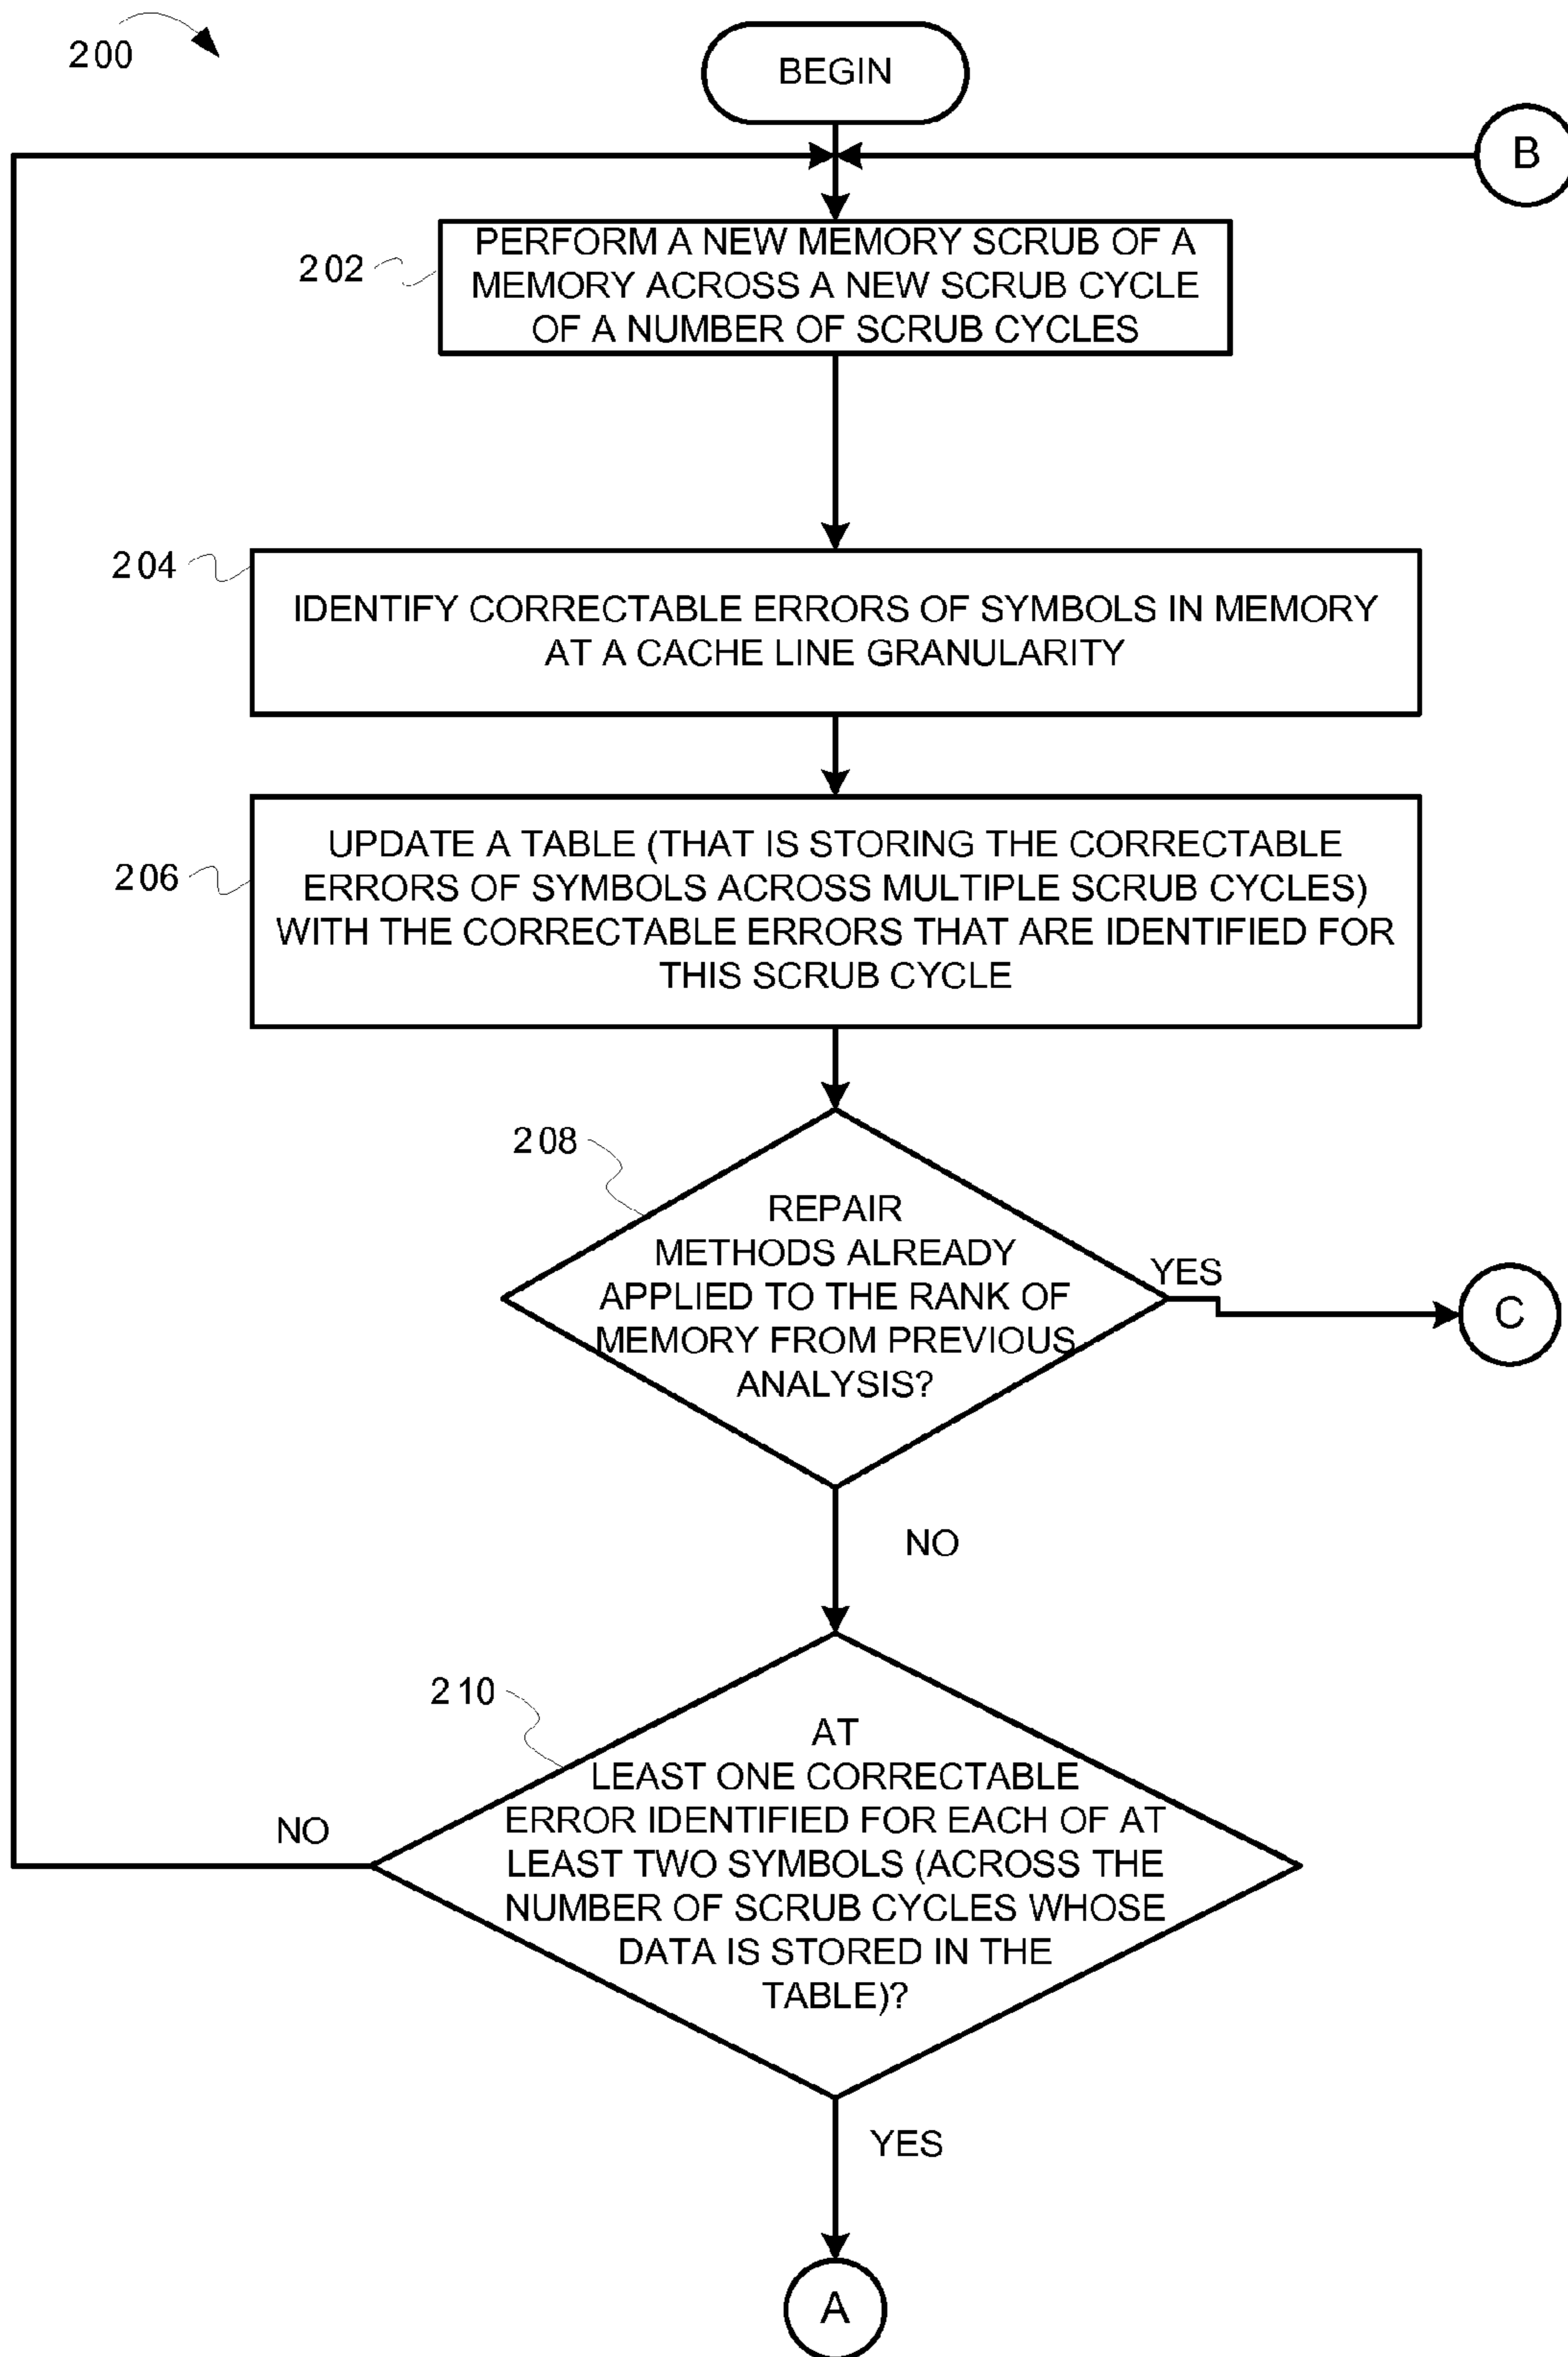 200
BEGIN
B
202
PERFORM A NEW MEMORY SCRUB OF A
MEMORY ACROSS A NEW SCRUB CYCLE
OF A NUMBER OF SCRUB CYCLES
204
IDENTIFY CORRECTABLE ERRORS OF SYMBOLS IN MEMORY
AT A CACHE LINE GRANULARITY
206
UPDATE A TABLE (THAT IS STORING THE CORRECTABLE
ERRORS OF SYMBOLS ACROSS MULTIPLE SCRUB CYCLES)
WITH THE CORRECTABLE ERRORS THAT ARE IDENTIFIED FOR
THIS SCRUB CYCLE
208
REPAIR
METHODS ALREADY
APPLIED TO THE RANK OF
MEMORY FROM PREVIOUS
ANALYSIS?
YES
C
NO
210
AT
LEAST ONE CORRECTABLE
ERROR IDENTIFIED FOR EACH OF AT
LEAST TWO SYMBOLS (ACROSS THE
NUMBER OF SCRUB CYCLES WHOSE
DATA IS STORED IN THE
TABLE)?
NO
YES
A